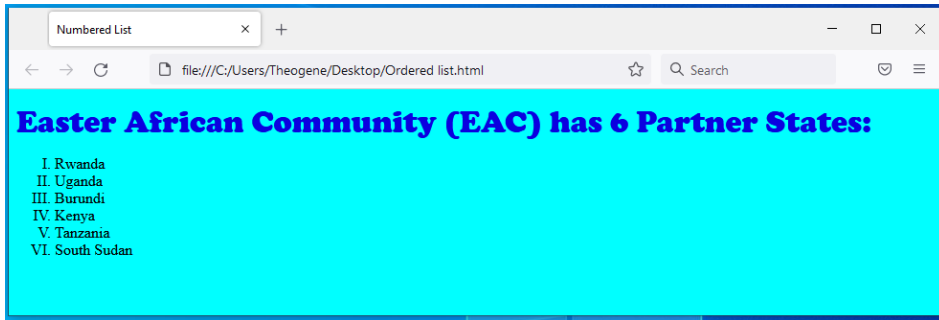 Numbered List
file:///C:/Users/Theogene/Desktop/Ordered list.html
Search
Easter African Community (EAC) has 6 Partner States:
I. Rwanda
II. Uganda
III. Burundi
IV. Kenya
V. Tanzania
VI. South Sudan